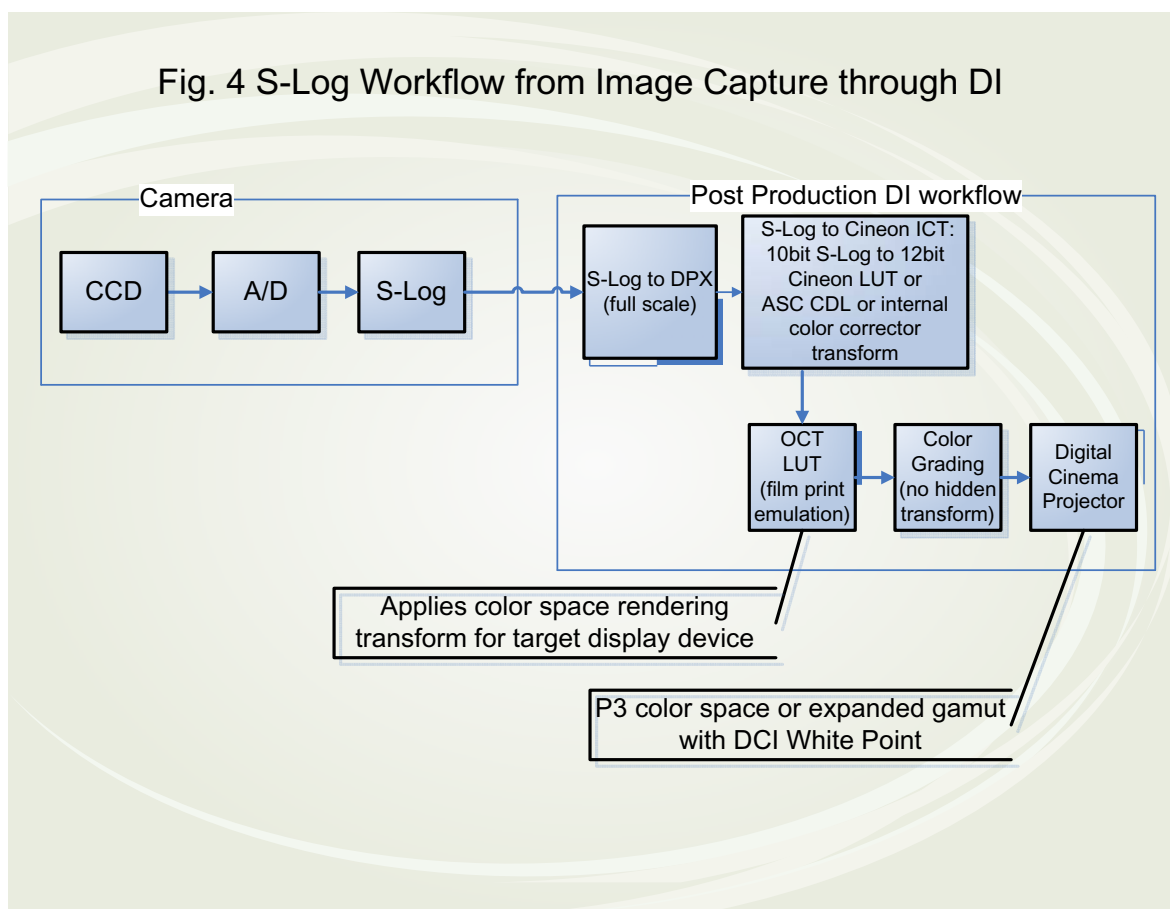 Fig. 4 S-Log Workflow from Image Capture through DI
Camera
CCD
A/D
S-Log
Post Production DI workflow
S-Log to DPX
(full scale)
S-Log to Cineon ICT:
10bit S-Log to 12bit
Cineon LUT or
ASC CDL or internal
color corrector
transform
OCT
LUT
(film print
emulation)
Color
Grading
(no hidden
transform)
Digital
Cinema
Projector
Applies color space rendering
transform for target display device
P3 color space or expanded gamut
with DCI White Point